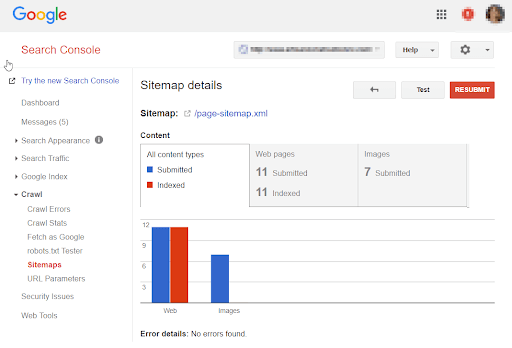 Google
Search Console
Help
Try the new Search Console
Dashboard
Messages (5)
Search Appearance
Search Traffic
Google Index
Crawl
Crawl Errors
Crawl Stats
Fetch as Google
robots.txt Tester
Sitemaps
URL Parameters
Security Issues
Web Tools
Sitemap details
Test
RESUBMIT
Sitemap: /page-sitemap.xml
Content
All content types
Submitted
Indexed
Web pages
11 Submitted
11 Indexed
Images
7 Submitted
12
9
6
3
Web
Images
Error details: No errors found.